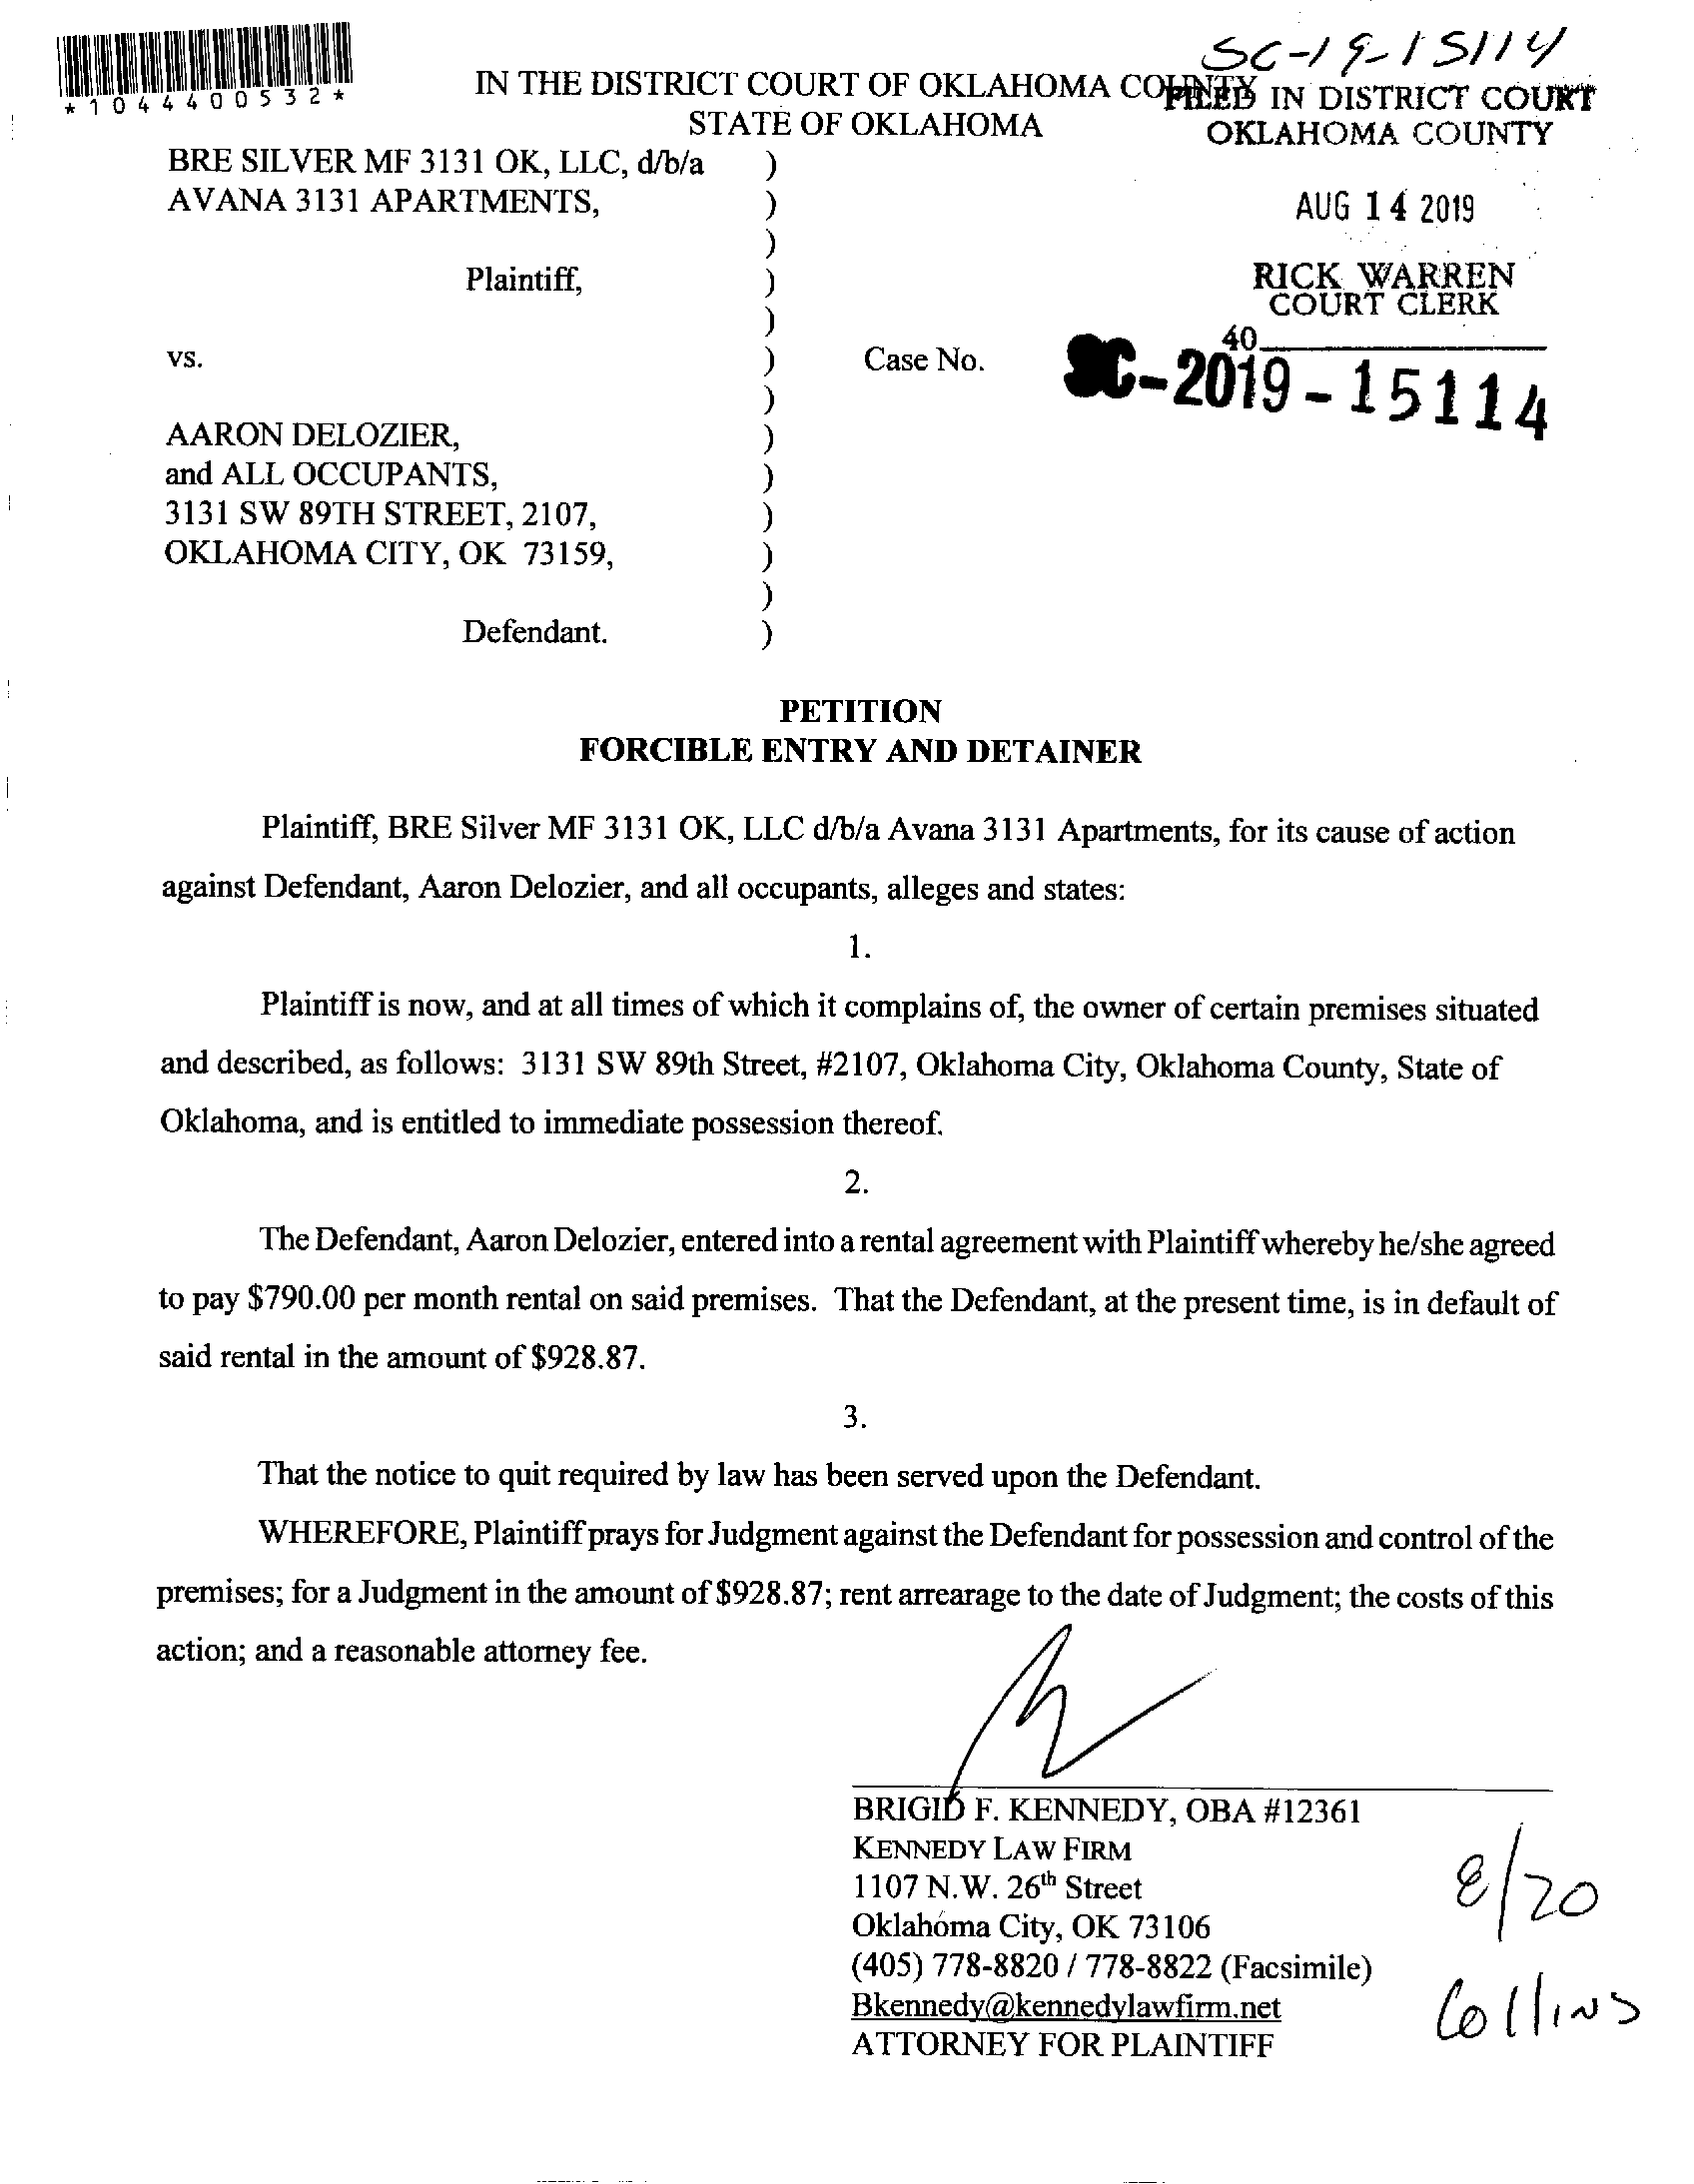 *1044400532*
SC-19-15114
IN THE DISTRICT COURT OF OKLAHOMA COUNTY
STATE OF OKLAHOMA
FILED IN DISTRICT COURT
OKLAHOMA COUNTY
AUG 14 2019
RICK WARREN
COURT CLERK
40
BRE SILVER MF 3131 OK, LLC, d/b/a )
AVANA 3131 APARTMENTS, )
)
Plaintiff, )
)
vs. ) Case No. SC-2019-15114
)
AARON DELOZIER, )
and ALL OCCUPANTS, )
3131 SW 89TH STREET, 2107, )
OKLAHOMA CITY, OK 73159, )
)
Defendant. )
PETITION
FORCIBLE ENTRY AND DETAINER
Plaintiff, BRE Silver MF 3131 OK, LLC d/b/a Avana 3131 Apartments, for its cause of action
against Defendant, Aaron Delozier, and all occupants, alleges and states:
1.
Plaintiff is now, and at all times of which it complains of, the owner of certain premises situated
and described, as follows: 3131 SW 89th Street, #2107, Oklahoma City, Oklahoma County, State of
Oklahoma, and is entitled to immediate possession thereof.
2.
The Defendant, Aaron Delozier, entered into a rental agreement with Plaintiff whereby he/she agreed
to pay $790.00 per month rental on said premises. That the Defendant, at the present time, is in default of
said rental in the amount of $928.87.
3.
That the notice to quit required by law has been served upon the Defendant.
WHEREFORE, Plaintiff prays for Judgment against the Defendant for possession and control of the
premises; for a Judgment in the amount of $928.87; rent arrearage to the date of Judgment; the costs of this
action; and a reasonable attorney fee.
BRIGID F. KENNEDY, OBA #12361
KENNEDY LAW FIRM
1107 N.W. 26th Street
Oklahoma City, OK 73106
(405) 778-8820 / 778-8822 (Facsimile)
Bkennedy@kennedylawfirm.net
ATTORNEY FOR PLAINTIFF
8/20
Collins